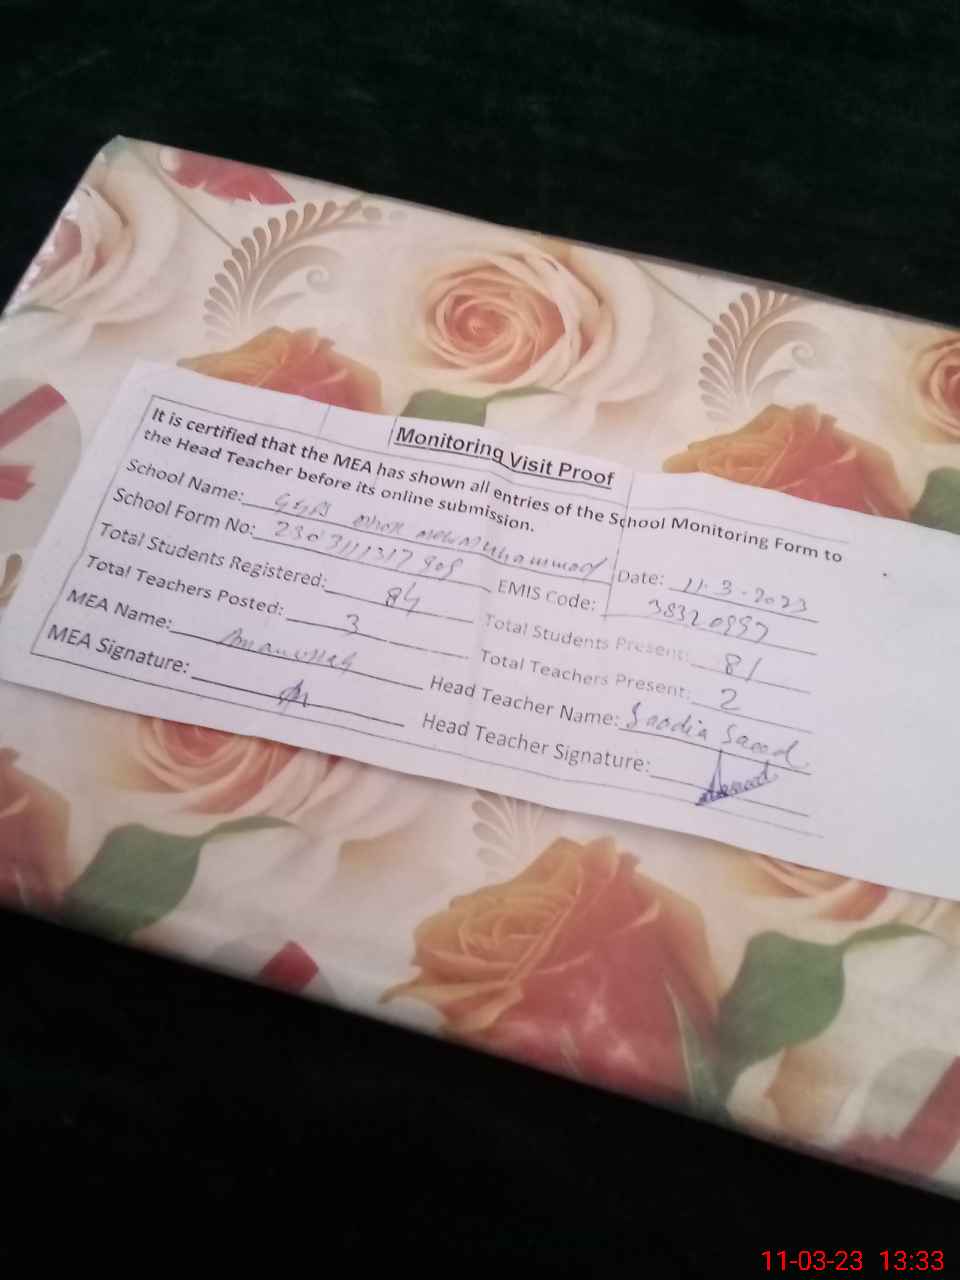 Monitoring Visit Proof
It is certified that the MEA has shown all entries of the School Monitoring Form to
the Head Teacher before its online submission.
School Name: Muhammad Date: 11.3.2023
School Form No: EMIS Code:
Total Students Registered: 84 Total Students Present: 81
Total Teachers Posted: 3 Total Teachers Present: 2
MEA Name: Head Teacher Name: Saadia Saeed
MEA Signature: Head Teacher Signature:
11-03-23 13:33